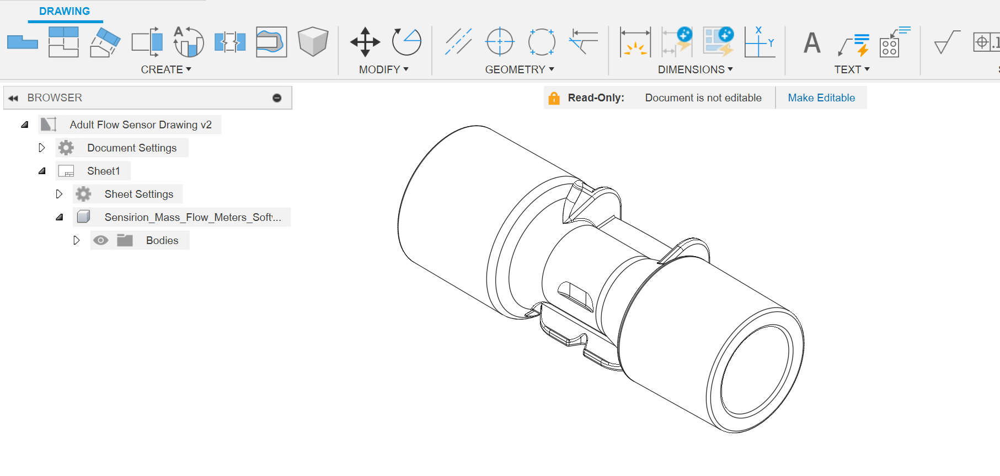 DRAWING
A
X
Y
A
CREATE ▾
MODIFY ▾
GEOMETRY ▾
DIMENSIONS ▾
TEXT ▾
BROWSER
Read-Only: Document is not editable Make Editable
Adult Flow Sensor Drawing v2
Document Settings
Sheet1
Sheet Settings
Sensirion_Mass_Flow_Meters_Soft...
Bodies